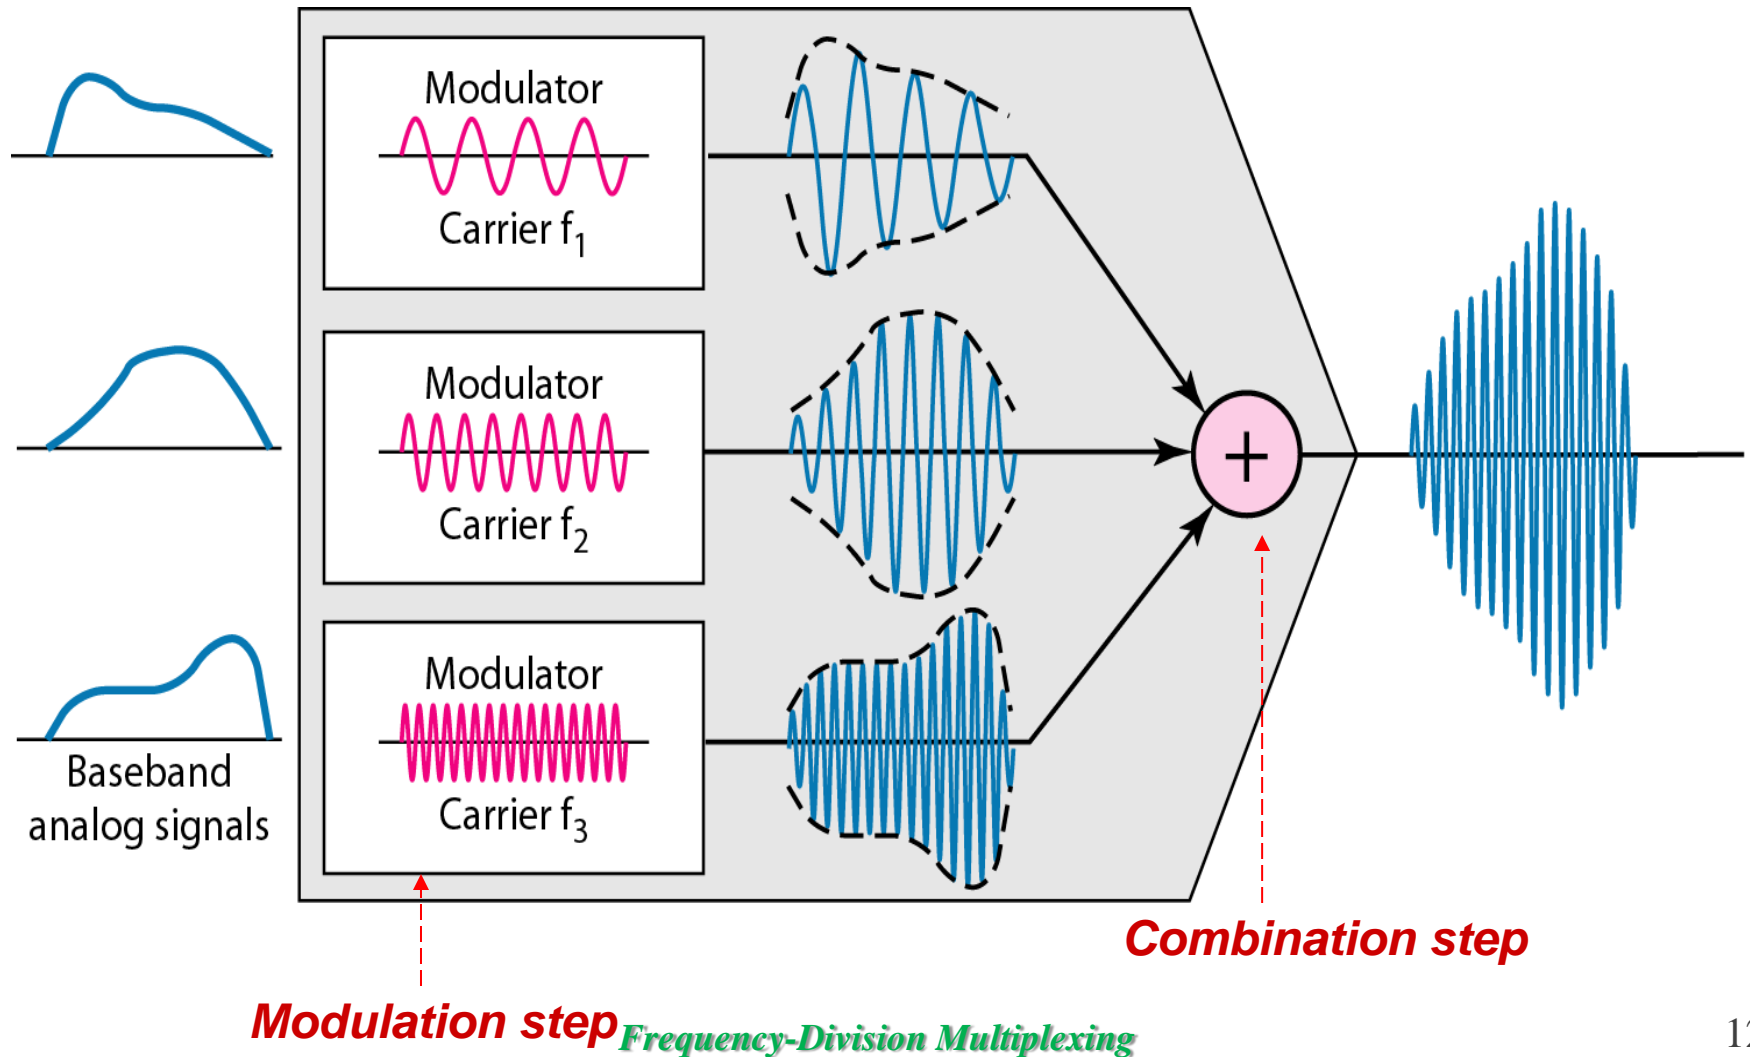 Modulator
Carrier f₁
Modulator
Carrier f₂
+
Modulator
Carrier f₃
Baseband
analog signals
Combination step
Modulation step
Frequency-Division Multiplexing